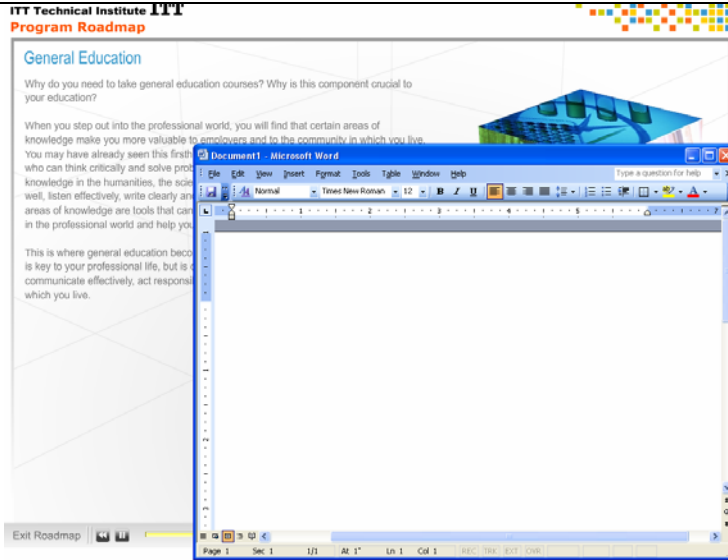 ITT Technical Institute ITT
Program Roadmap
General Education
Why do you need to take general education courses? Why is this component crucial to
your education?
When you step out into the professional world, you will find that certain areas of
knowledge make you more valuable to employers and to the community in which you live.
You may have already seen this firsth
who can think critically and solve prob
knowledge in the humanities, the scie
well, listen effectively, write clearly an
areas of knowledge are tools that can
in the professional world and help you
This is where general education beco
is key to your professional life, but is
communicate effectively, act responsi
which you live.
Document1 - Microsoft Word
File Edit View Insert Format Tools Table Window Help Type a question for help
Normal Times New Roman 12 B I U A
1 2 3 4 5 6 7
Page 1 Sec 1 1/1 At 1" Ln 1 Col 1 REC TRK EXT OVR
Exit Roadmap